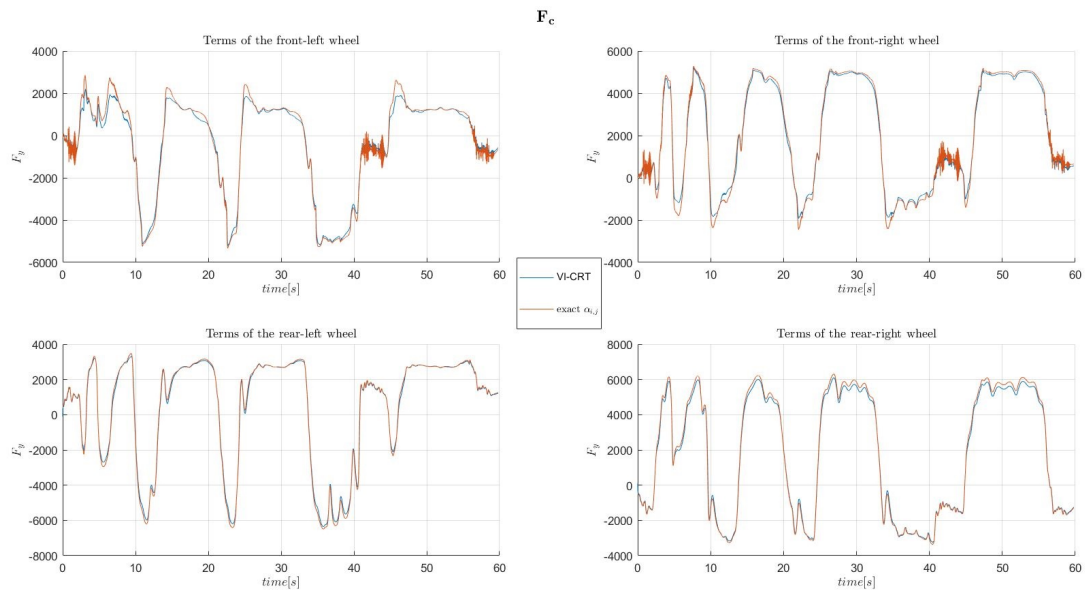 F_c
Terms of the front-left wheel
4000
2000
0
-2000
-4000
-6000
F_y
0 10 20 30 40 50 60
time[s]
Terms of the front-right wheel
6000
4000
2000
0
-2000
-4000
F_y
0 10 20 30 40 50 60
time[s]
VI-CRT
exact α_{i,j}
Terms of the rear-left wheel
4000
2000
0
-2000
-4000
-6000
-8000
F_y
0 10 20 30 40 50 60
time[s]
Terms of the rear-right wheel
8000
6000
4000
2000
0
-2000
-4000
F_y
0 10 20 30 40 50 60
time[s]